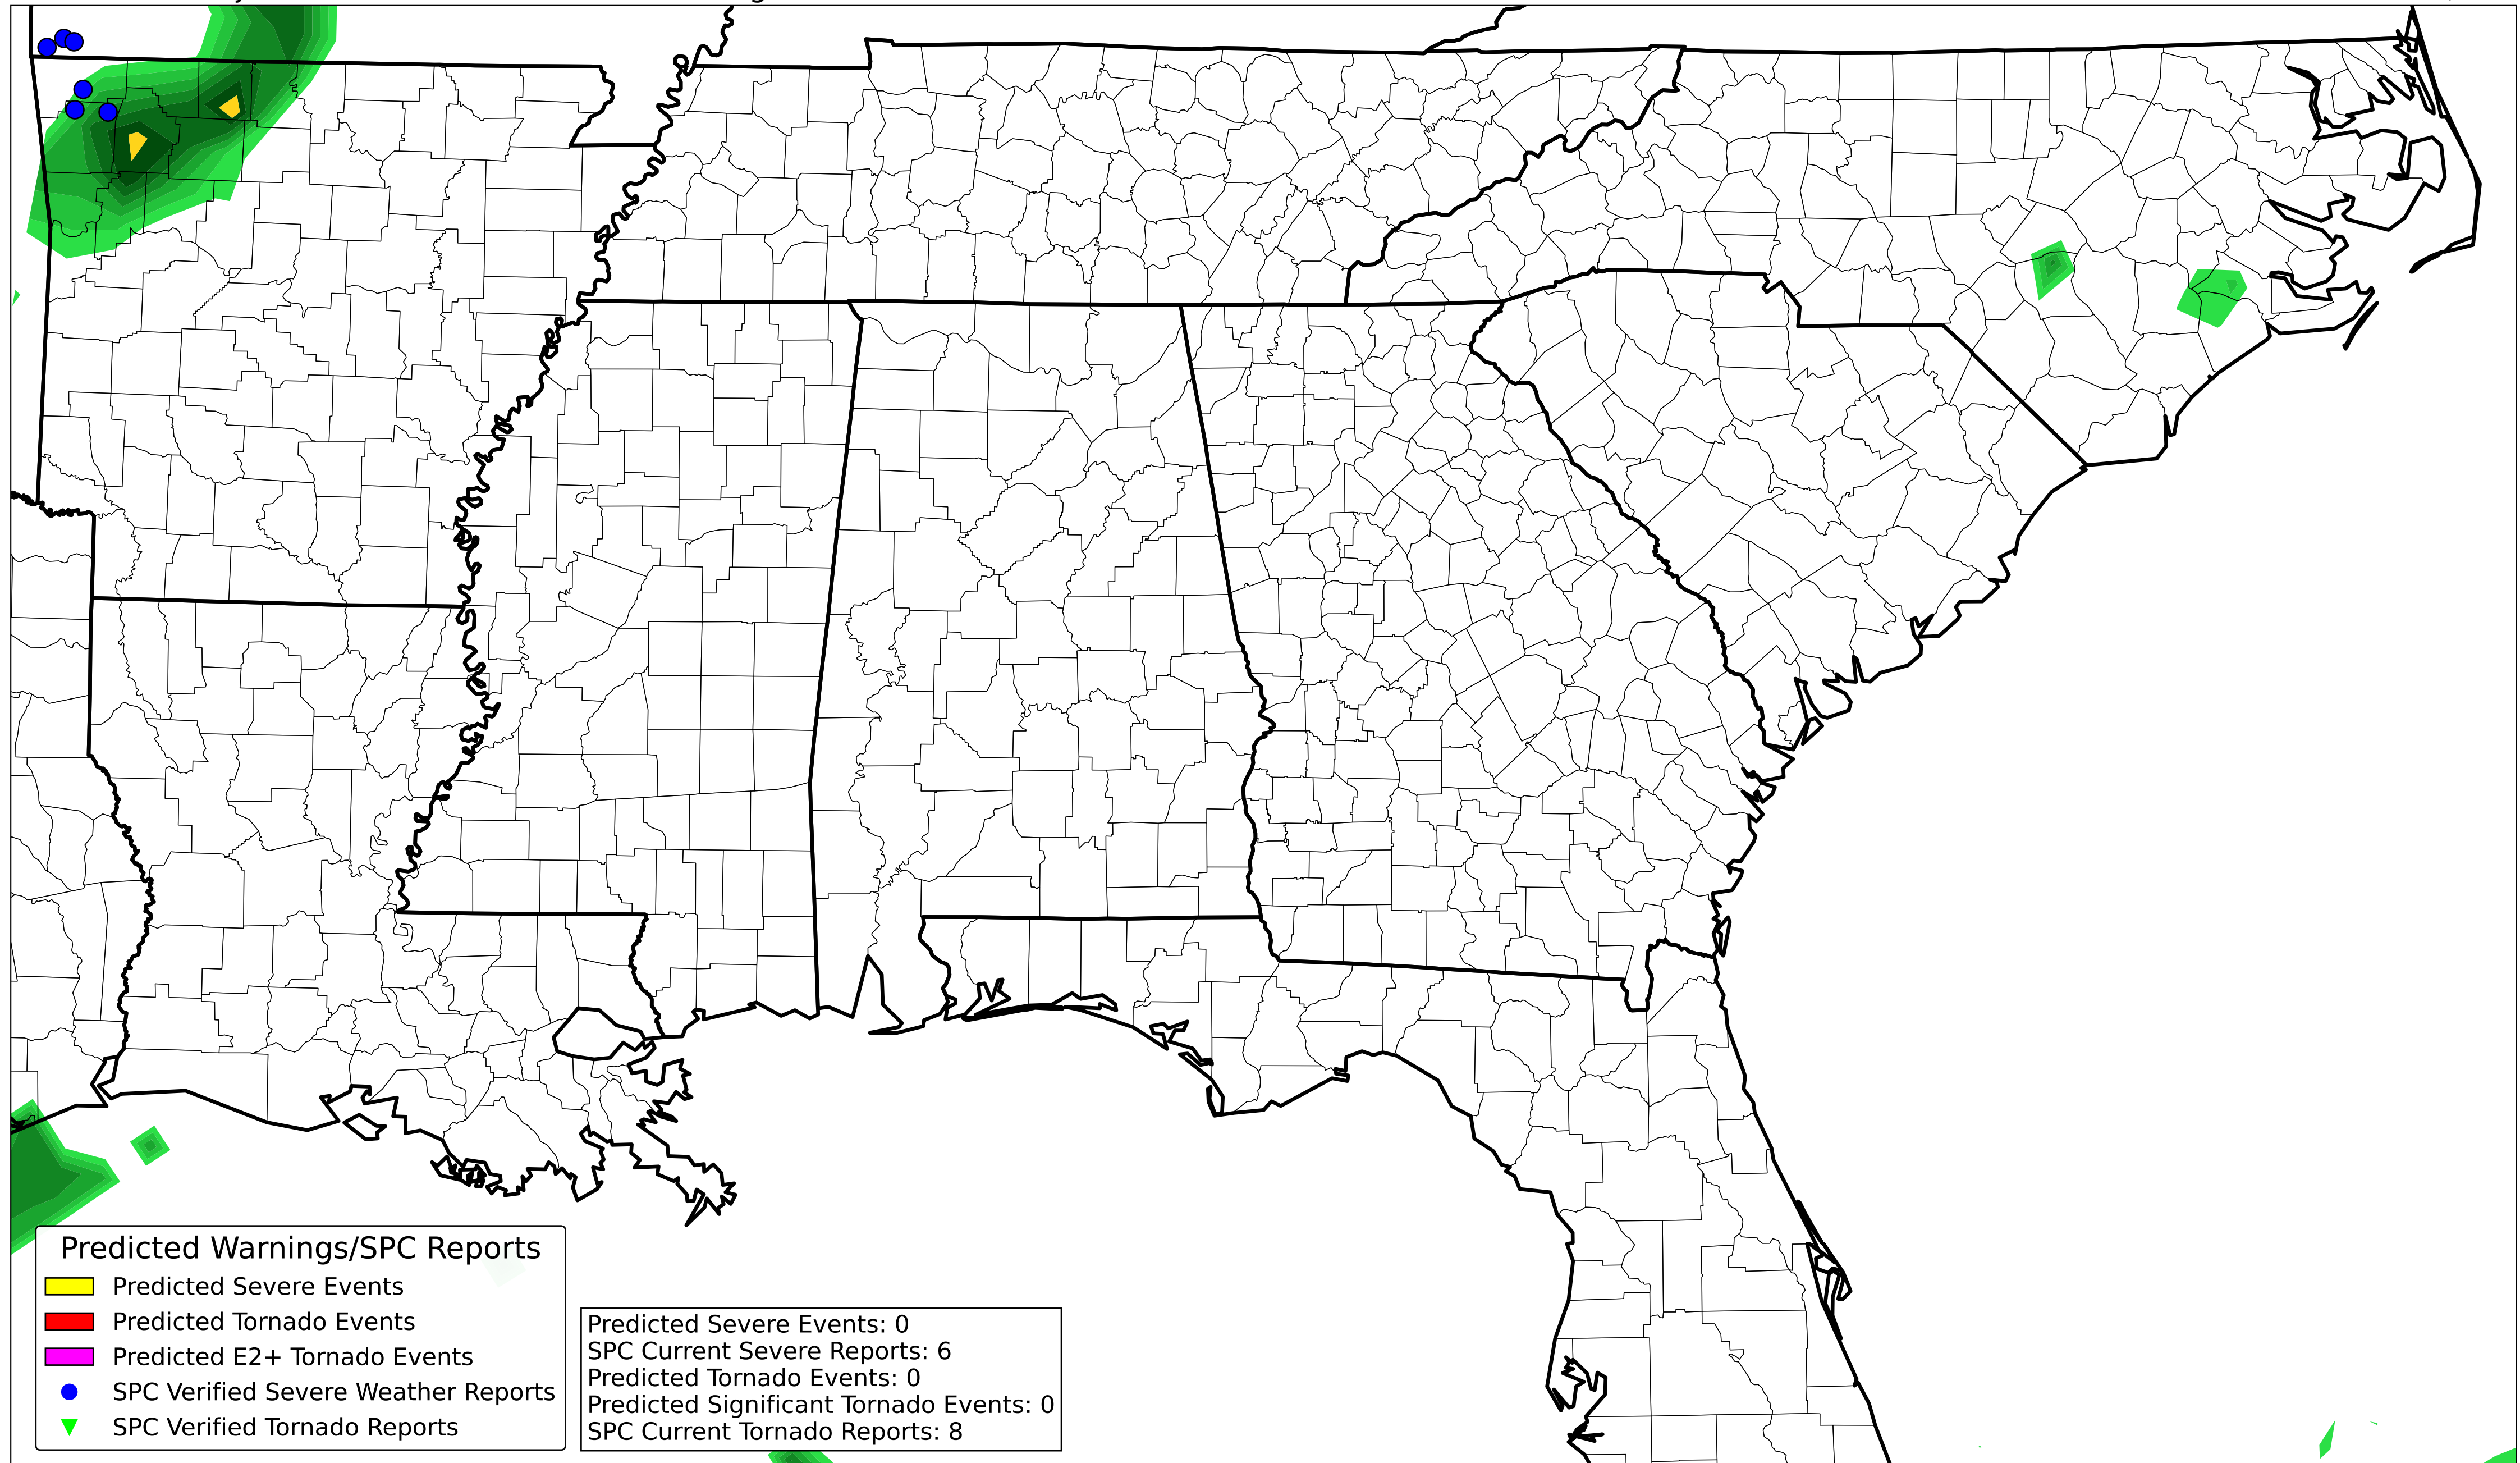 Predicted Warnings/SPC Reports
Predicted Severe Events
Predicted Tornado Events
Predicted E2+ Tornado Events
SPC Verified Severe Weather Reports
SPC Verified Tornado Reports
Predicted Severe Events: 0
SPC Current Severe Reports: 6
Predicted Tornado Events: 0
Predicted Significant Tornado Events: 0
SPC Current Tornado Reports: 8